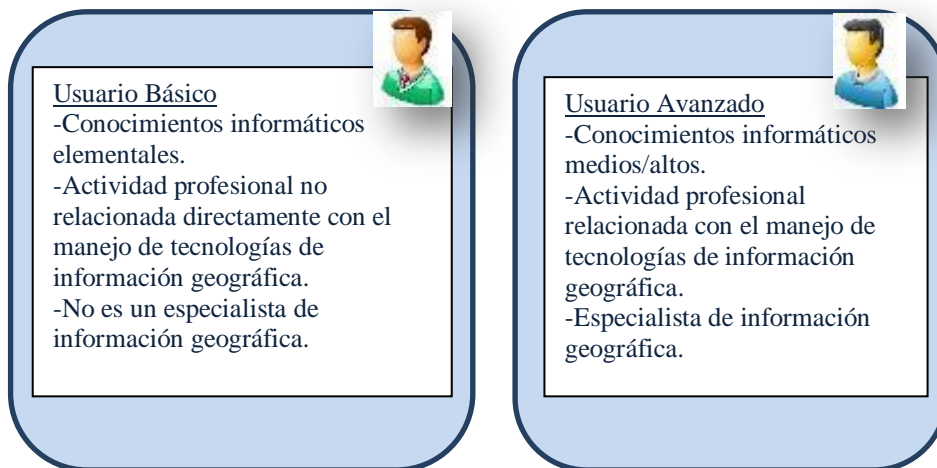 Usuario Básico
-Conocimientos informáticos
elementales.
-Actividad profesional no
relacionada directamente con el
manejo de tecnologías de
información geográfica.
-No es un especialista de
información geográfica.
Usuario Avanzado
-Conocimientos informáticos
medios/altos.
-Actividad profesional
relacionada con el manejo de
tecnologías de información
geográfica.
-Especialista de información
geográfica.